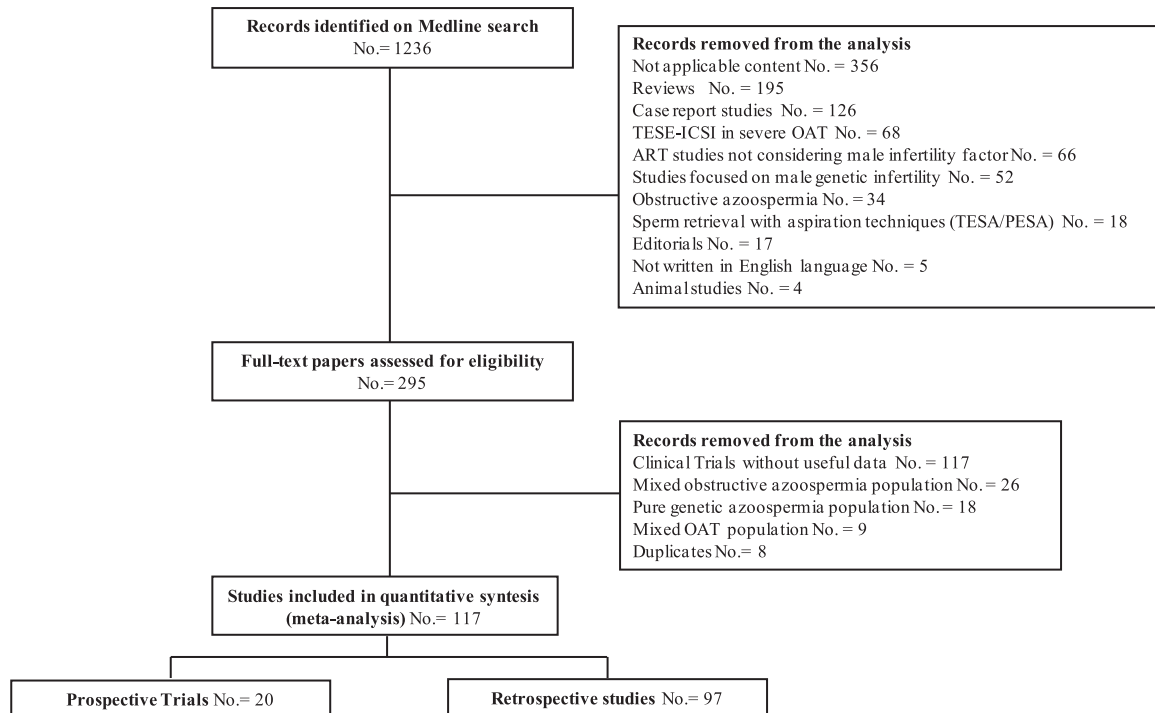 Records identified on Medline search
No.= 1236
Records removed from the analysis
Not applicable content No. = 356
Reviews No. = 195
Case report studies No. = 126
TESE-ICSI in severe OAT No. = 68
ART studies not considering male infertility factor No. = 66
Studies focused on male genetic infertility No. = 52
Obstructive azoospermia No. = 34
Sperm retrieval with aspiration techniques (TESA/PESA) No. = 18
Editorials No. = 17
Not written in English language No. = 5
Animal studies No. = 4
Full-text papers assessed for eligibility
No.= 295
Records removed from the analysis
Clinical Trials without useful data No. = 117
Mixed obstructive azoospermia population No. = 26
Pure genetic azoospermia population No. = 18
Mixed OAT population No. = 9
Duplicates No.= 8
Studies included in quantitative syntesis
(meta-analysis) No.= 117
Prospective Trials No.= 20
Retrospective studies No.= 97